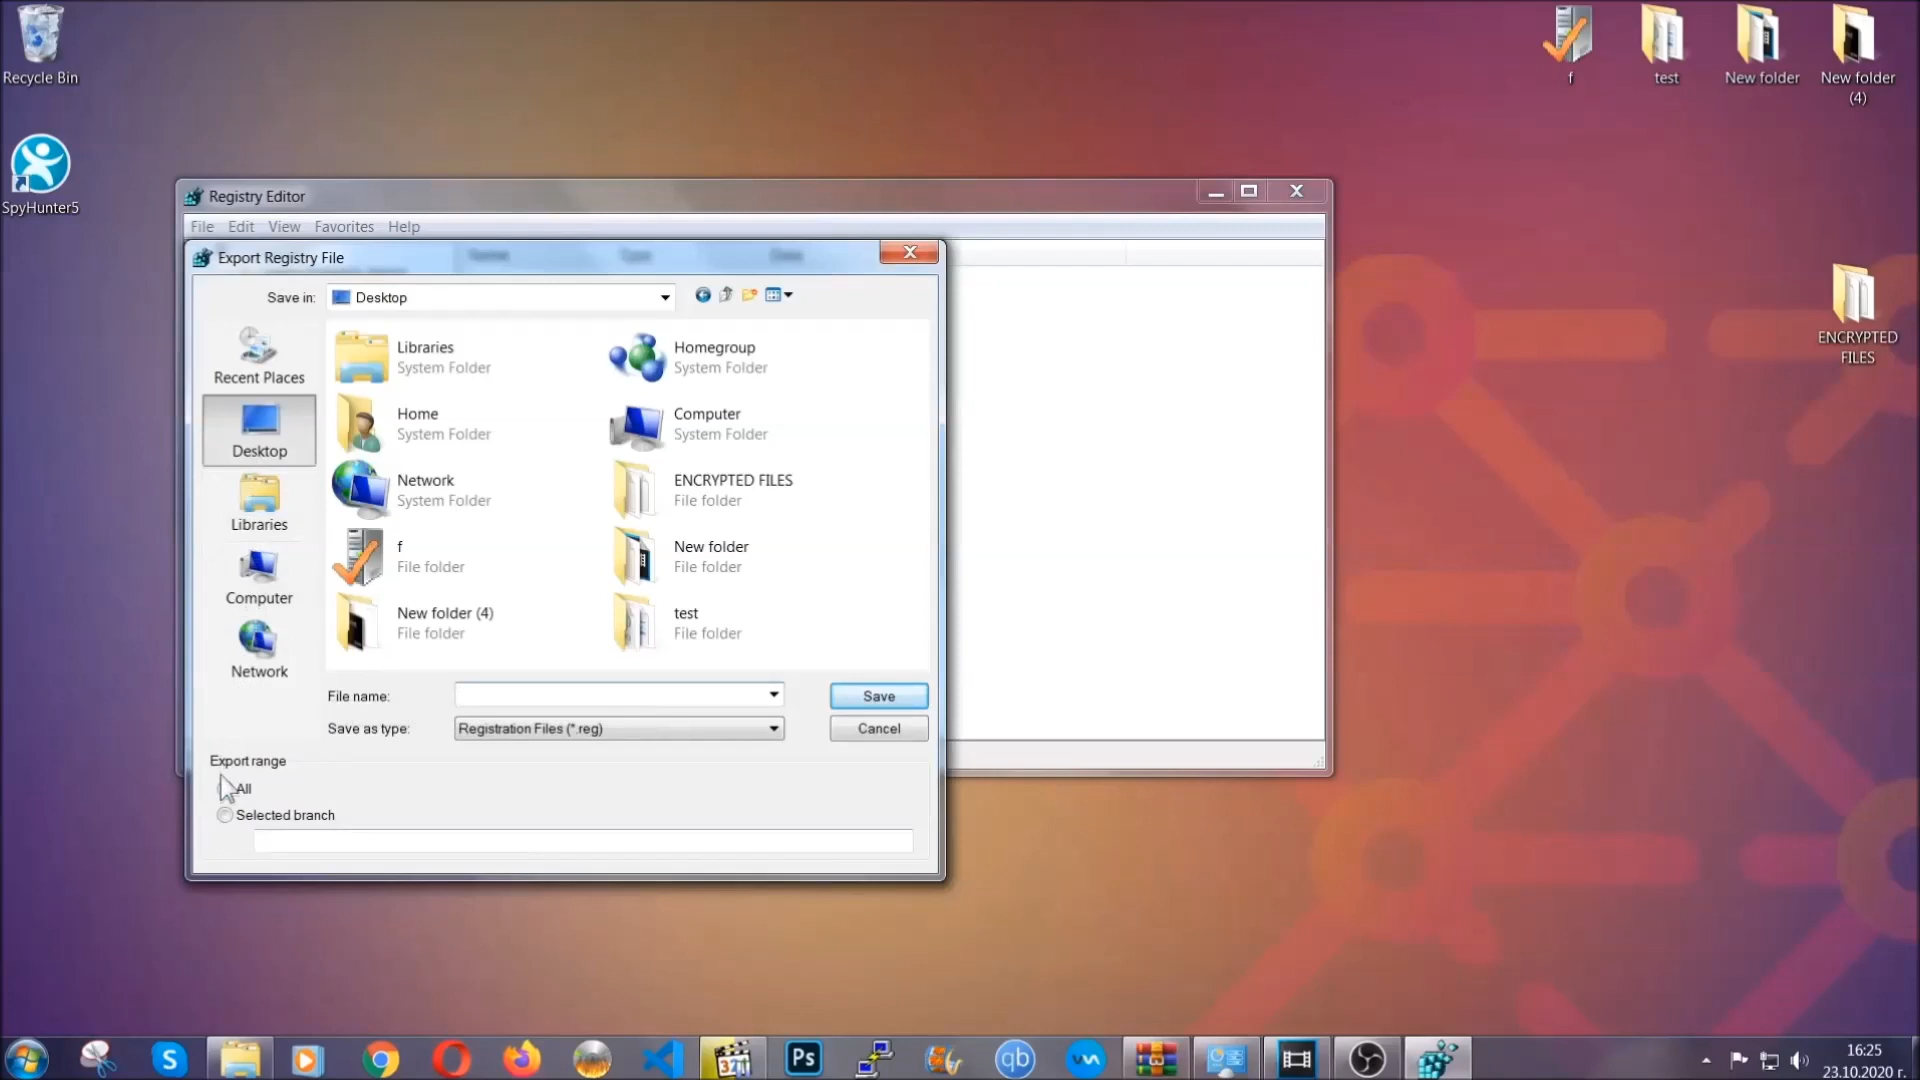 Recycle Bin
SpyHunter5
f
test
New folder
New folder
(4)
ENCRYPTED
FILES
Registry Editor
File Edit View Favorites Help
Export Registry File
Save in:
Desktop
Recent Places
Desktop
Libraries
Computer
Network
Libraries
System Folder
Homegroup
System Folder
Home
System Folder
Computer
System Folder
Network
System Folder
ENCRYPTED FILES
File folder
f
File folder
New folder
File folder
New folder (4)
File folder
test
File folder
File name:
Save
Save as type:
Registration Files (*.reg)
Cancel
Export range
All
Selected branch
S
321
Ps
qb
16:25
23.10.2020 г.